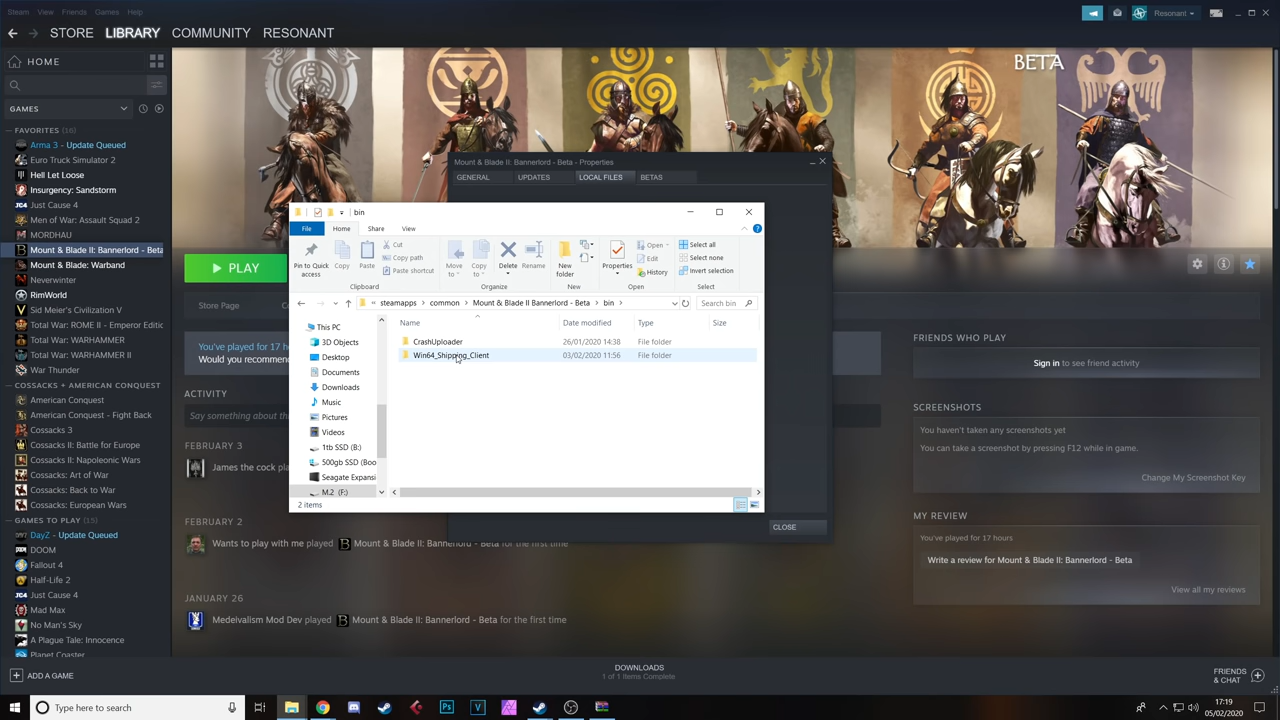 Steam View Friends Games Help
Resonant
STORE LIBRARY COMMUNITY RESONANT
HOME
GAMES
FAVORITES (16)
Arma 3 - Update Queued
Euro Truck Simulator 2
Hell Let Loose
Insurgency: Sandstorm
Just Cause 4
Men of War: Assault Squad 2
MORDHAU
Mount & Blade II: Bannerlord - Beta
Mount & Blade: Warband
Neverwinter
RimWorld
Sid Meier's Civilization V
Total War: ROME II - Emperor Editic
Total War: WARHAMMER
Total War: WARHAMMER II
War Thunder
COSSACKS + AMERICAN CONQUEST
American Conquest
American Conquest - Fight Back
Cossacks 3
Cossacks II: Battle for Europe
Cossacks II: Napoleonic Wars
Cossacks: Art of War
Cossacks: Back to War
Cossacks: European Wars
GAMES TO PLAY (15)
DayZ - Update Queued
DOOM
Fallout 4
Half-Life 2
Just Cause 4
Mad Max
No Man's Sky
A Plague Tale: Innocence
Planet Coaster
ADD A GAME
BETA
PLAY
Store Page
You've played for 17 h
Would you recommen
ACTIVITY
Say something about th
FEBRUARY 3
James the cock pla
FEBRUARY 2
Wants to play with me played Mount & Blade II: Bannerlord - Beta for the first time
JANUARY 26
Medeivalism Mod Dev played Mount & Blade II: Bannerlord - Beta for the first time
Mount & Blade II: Bannerlord - Beta - Properties
GENERAL UPDATES LOCAL FILES BETAS
CLOSE
bin
File Home Share View
Pin to Quick access
Copy
Paste
Cut
Copy path
Paste shortcut
Clipboard
Move to
Copy to
Delete
Rename
Organize
New folder
New
Properties
Open
Edit
History
Open
Select all
Select none
Invert selection
Select
« steamapps > common > Mount & Blade II Bannerlord - Beta > bin >
Search bin
This PC
3D Objects
Desktop
Documents
Downloads
Music
Pictures
Videos
1tb SSD (B:)
500gb SSD (Boo
Seagate Expansi
M.2 (F:)
Name Date modified Type Size
CrashUploader 26/01/2020 14:38 File folder
Win64_Shipping_Client 03/02/2020 11:56 File folder
2 items
FRIENDS WHO PLAY
Sign in to see friend activity
SCREENSHOTS
You haven't taken any screenshots yet
You can take a screenshot by pressing F12 while in game.
Change My Screenshot Key
MY REVIEW
You've played for 17 hours
Write a review for Mount & Blade II: Bannerlord - Beta
View all my reviews
DOWNLOADS
1 of 1 Items Complete
FRIENDS & CHAT
Type here to search
Ps
V
17:19
05/02/2020